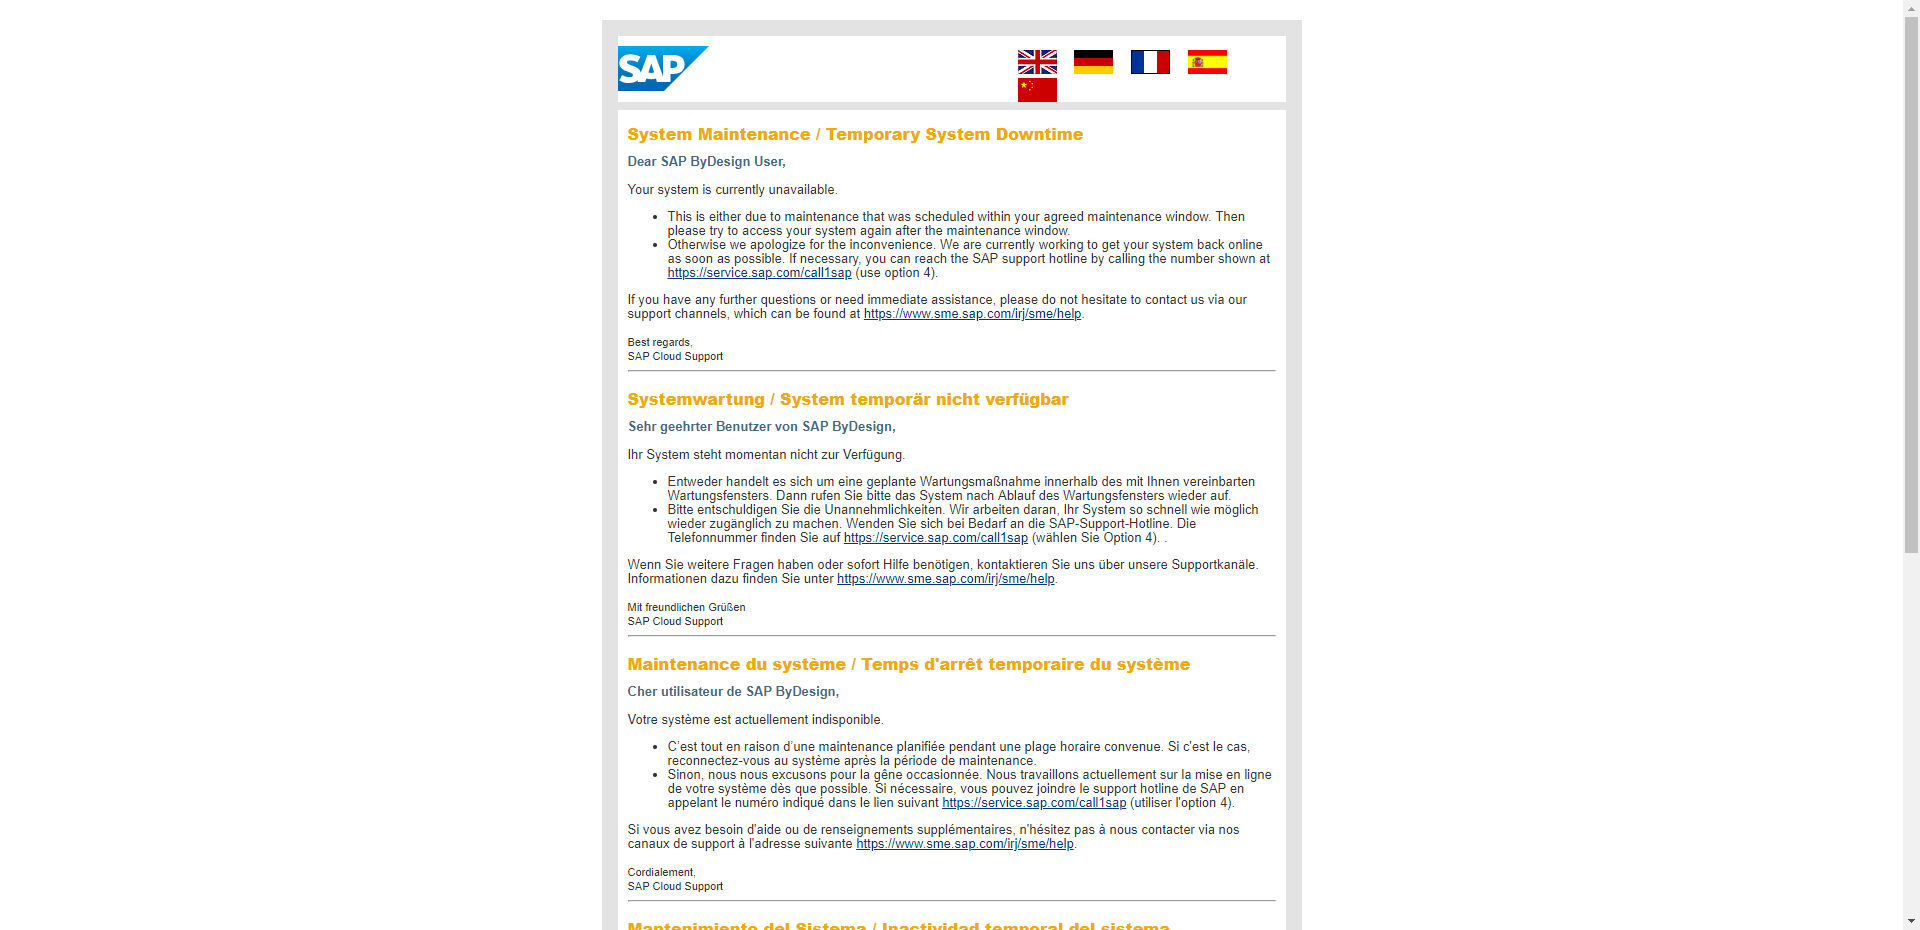 SAP
System Maintenance / Temporary System Downtime
Dear SAP ByDesign User,
Your system is currently unavailable.
This is either due to maintenance that was scheduled within your agreed maintenance window. Then
please try to access your system again after the maintenance window.
Otherwise we apologize for the inconvenience. We are currently working to get your system back online
as soon as possible. If necessary, you can reach the SAP support hotline by calling the number shown at
https://service.sap.com/call1sap (use option 4).
If you have any further questions or need immediate assistance, please do not hesitate to contact us via our
support channels, which can be found at https://www.sme.sap.com/irj/sme/help.
Best regards,
SAP Cloud Support
Systemwartung / System temporär nicht verfügbar
Sehr geehrter Benutzer von SAP ByDesign,
Ihr System steht momentan nicht zur Verfügung.
Entweder handelt es sich um eine geplante Wartungsmaßnahme innerhalb des mit Ihnen vereinbarten
Wartungsfensters. Dann rufen Sie bitte das System nach Ablauf des Wartungsfensters wieder auf.
Bitte entschuldigen Sie die Unannehmlichkeiten. Wir arbeiten daran, Ihr System so schnell wie möglich
wieder zugänglich zu machen. Wenden Sie sich bei Bedarf an die SAP-Support-Hotline. Die
Telefonnummer finden Sie auf https://service.sap.com/call1sap (wählen Sie Option 4). .
Wenn Sie weitere Fragen haben oder sofort Hilfe benötigen, kontaktieren Sie uns über unsere Supportkanäle.
Informationen dazu finden Sie unter https://www.sme.sap.com/irj/sme/help.
Mit freundlichen Grüßen
SAP Cloud Support
Maintenance du système / Temps d'arrêt temporaire du système
Cher utilisateur de SAP ByDesign,
Votre système est actuellement indisponible.
C’est tout en raison d’une maintenance planifiée pendant une plage horaire convenue. Si c'est le cas,
reconnectez-vous au système après la période de maintenance.
Sinon, nous nous excusons pour la gêne occasionnée. Nous travaillons actuellement sur la mise en ligne
de votre système dès que possible. Si nécessaire, vous pouvez joindre le support hotline de SAP en
appelant le numéro indiqué dans le lien suivant https://service.sap.com/call1sap (utiliser l'option 4).
Si vous avez besoin d'aide ou de renseignements supplémentaires, n'hésitez pas à nous contacter via nos
canaux de support à l'adresse suivante https://www.sme.sap.com/irj/sme/help.
Cordialement,
SAP Cloud Support
Mantenimiento del Sistema / Inactividad temporal del sistema